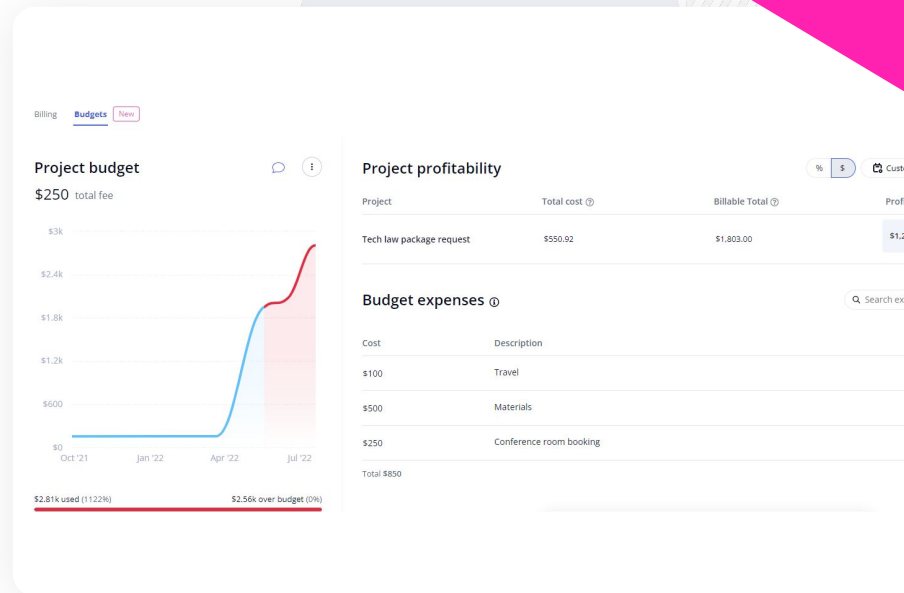 Billing Budgets New
Project budget
$250 total fee
$3k
$2.4k
$1.8k
$1.2k
$600
$0
Oct '21 Jan '22 Apr '22 Jul '22
$2.81k used (1122%) $2.56k over budget (0%)
Project profitability
% $
Project Total cost Billable Total
Tech law package request $550.92 $1,803.00
Budget expenses
Search
Cost Description
$100 Travel
$500 Materials
$250 Conference room booking
Total $850